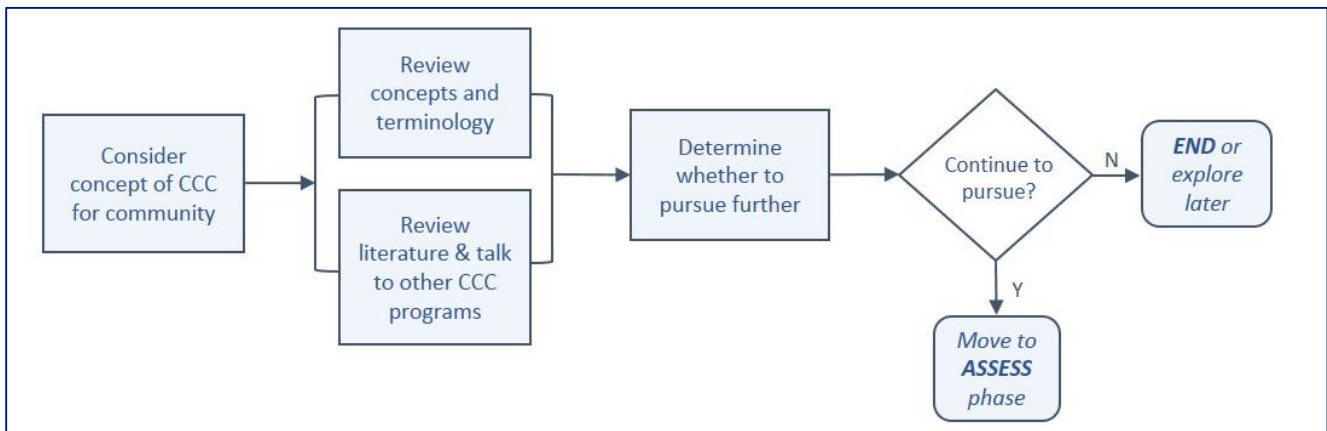 Consider
concept of CCC
for community
Review
concepts and
terminology
Review
literature & talk
to other CCC
programs
Determine
whether to
pursue further
Continue to
pursue?
N
END or
explore
later
Y
Move to
ASSESS
phase